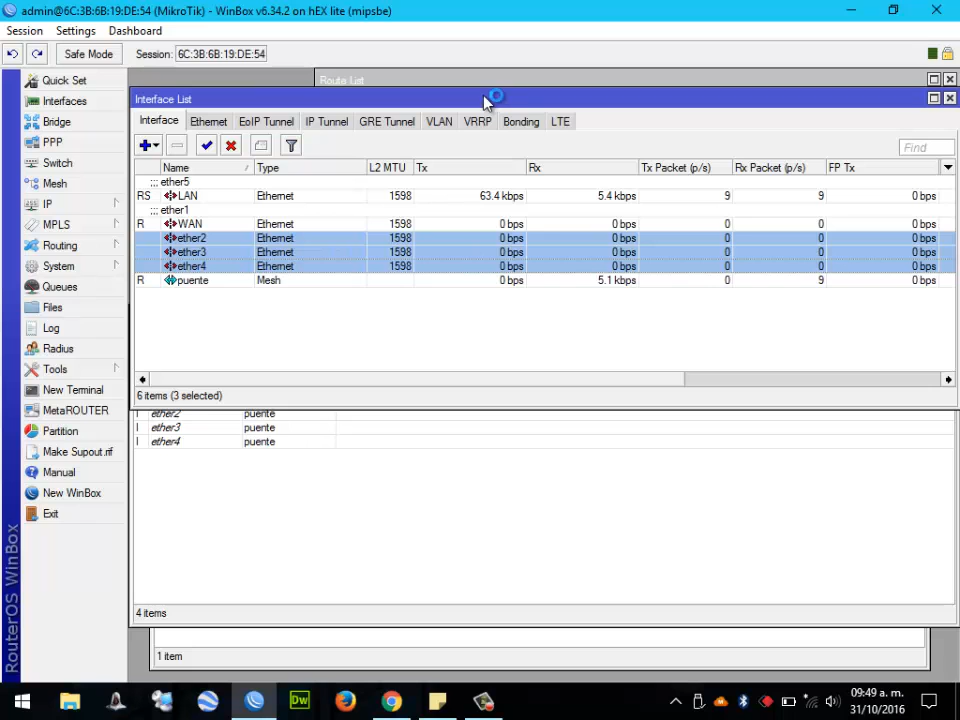 admin@6C:3B:6B:19:DE:54 (MikroTik) - WinBox v6.34.2 on hEX lite (mipsbe)
Session Settings Dashboard
Safe Mode Session: 6C:3B:6B:19:DE:54
Quick Set
Interfaces
Bridge
PPP
Switch
Mesh
IP
MPLS
Routing
System
Queues
Files
Log
Radius
Tools
New Terminal
MetaROUTER
Partition
Make Supout.rif
Manual
New WinBox
Exit
RouterOS WinBox
Route List
Interface List
Interface Ethernet EoIP Tunnel IP Tunnel GRE Tunnel VLAN VRRP Bonding LTE
Find
Name / Type L2 MTU Tx Rx Tx Packet (p/s) Rx Packet (p/s) FP Tx
;;; ether5
RS LAN Ethernet 1598 63.4 kbps 5.4 kbps 9 9 0 bps
;;; ether1
R WAN Ethernet 1598 0 bps 0 bps 0 0 0 bps
ether2 Ethernet 1598 0 bps 0 bps 0 0 0 bps
ether3 Ethernet 1598 0 bps 0 bps 0 0 0 bps
ether4 Ethernet 1598 0 bps 0 bps 0 0 0 bps
R puente Mesh 0 bps 5.1 kbps 0 9 0 bps
6 items (3 selected)
I ether2 puente
I ether3 puente
I ether4 puente
4 items
1 item
Dw
09:49 a. m.
31/10/2016